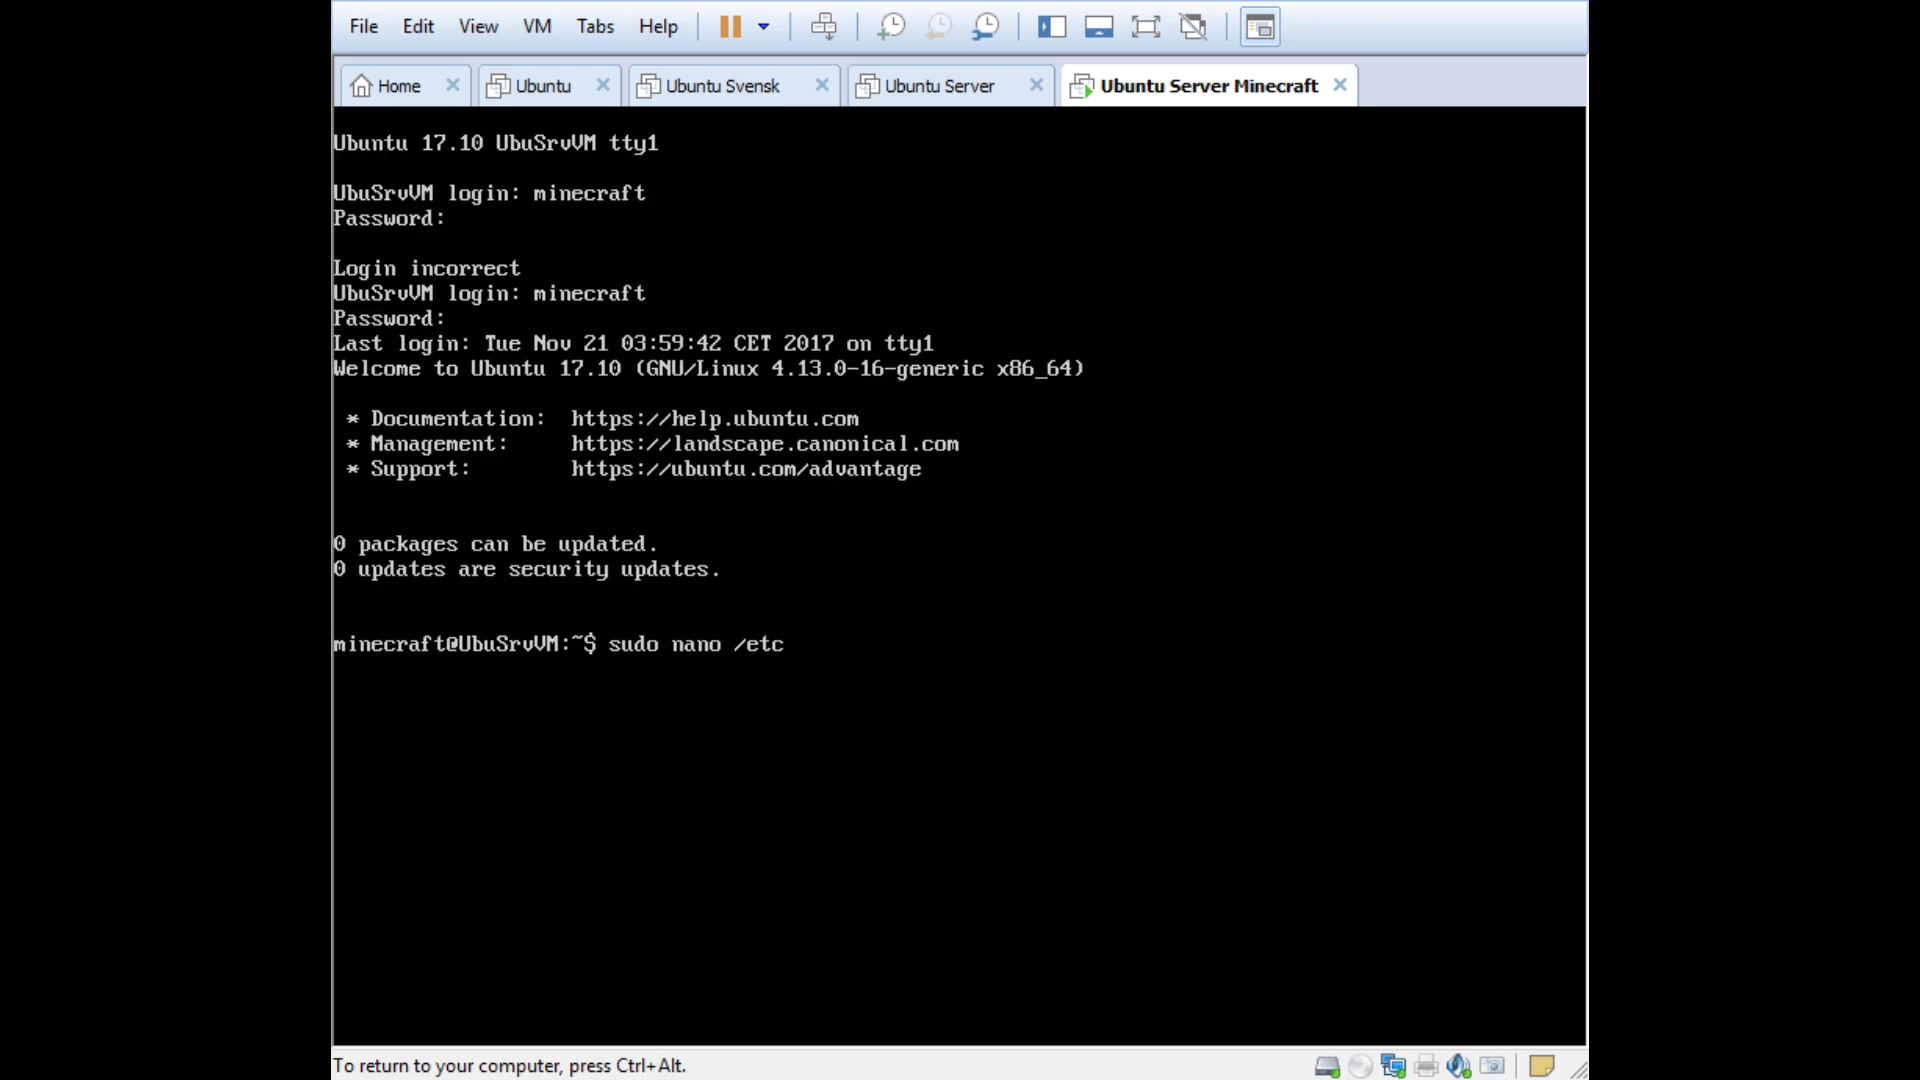 File Edit View VM Tabs Help
Home Ubuntu Ubuntu Svensk Ubuntu Server Ubuntu Server Minecraft
Ubuntu 17.10 UbuSrvVM tty1
UbuSrvVM login: minecraft
Password:
Login incorrect
UbuSrvVM login: minecraft
Password:
Last login: Tue Nov 21 03:59:42 CET 2017 on tty1
Welcome to Ubuntu 17.10 (GNU/Linux 4.13.0-16-generic x86_64)
* Documentation: https://help.ubuntu.com
* Management: https://landscape.canonical.com
* Support: https://ubuntu.com/advantage
0 packages can be updated.
0 updates are security updates.
minecraft@UbuSrvVM:~$ sudo nano /etc
To return to your computer, press Ctrl+Alt.